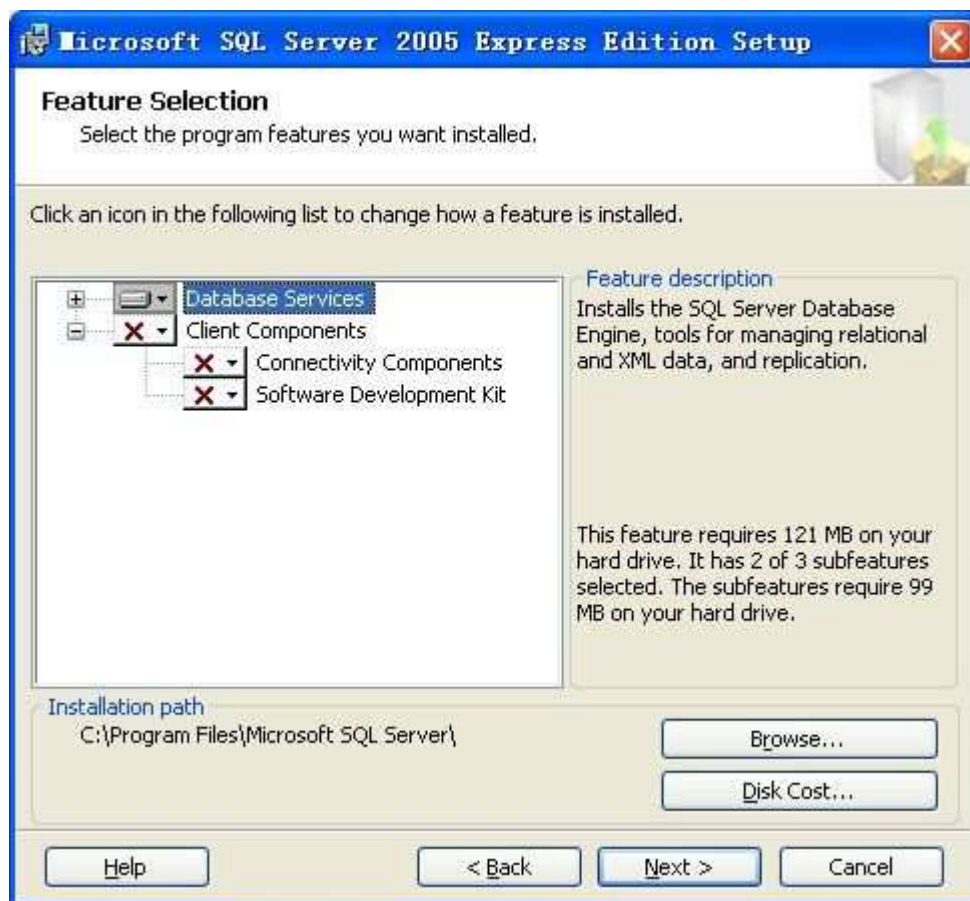 Microsoft SQL Server 2005 Express Edition Setup
Feature Selection
Select the program features you want installed.
Click an icon in the following list to change how a feature is installed.
Database Services
Client Components
Connectivity Components
Software Development Kit
Feature description
Installs the SQL Server Database
Engine, tools for managing relational
and XML data, and replication.
This feature requires 121 MB on your
hard drive. It has 2 of 3 subfeatures
selected. The subfeatures require 99
MB on your hard drive.
Installation path
C:\Program Files\Microsoft SQL Server\
Browse...
Disk Cost...
Help
< Back
Next >
Cancel